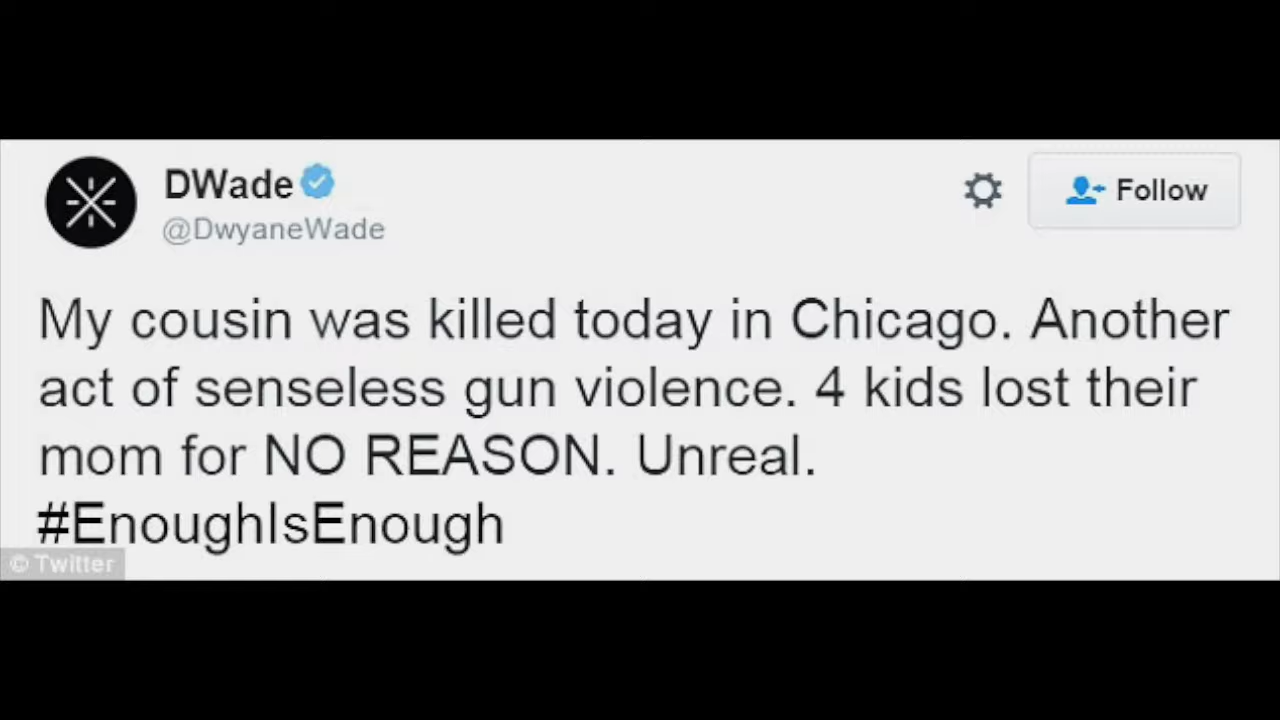 DWade
@DwyaneWade
Follow
My cousin was killed today in Chicago. Another
act of senseless gun violence. 4 kids lost their
mom for NO REASON. Unreal.
#EnoughIsEnough
© Twitter